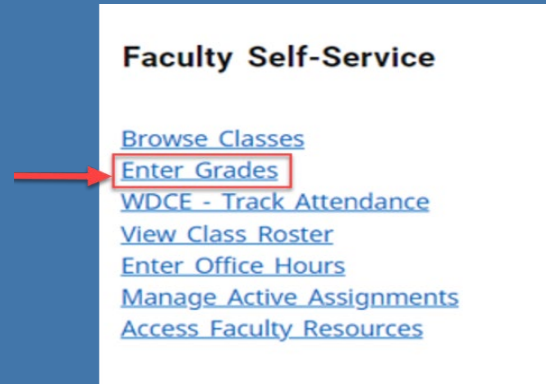 Faculty Self-Service
Browse Classes
Enter Grades
WDCE - Track Attendance
View Class Roster
Enter Office Hours
Manage Active Assignments
Access Faculty Resources